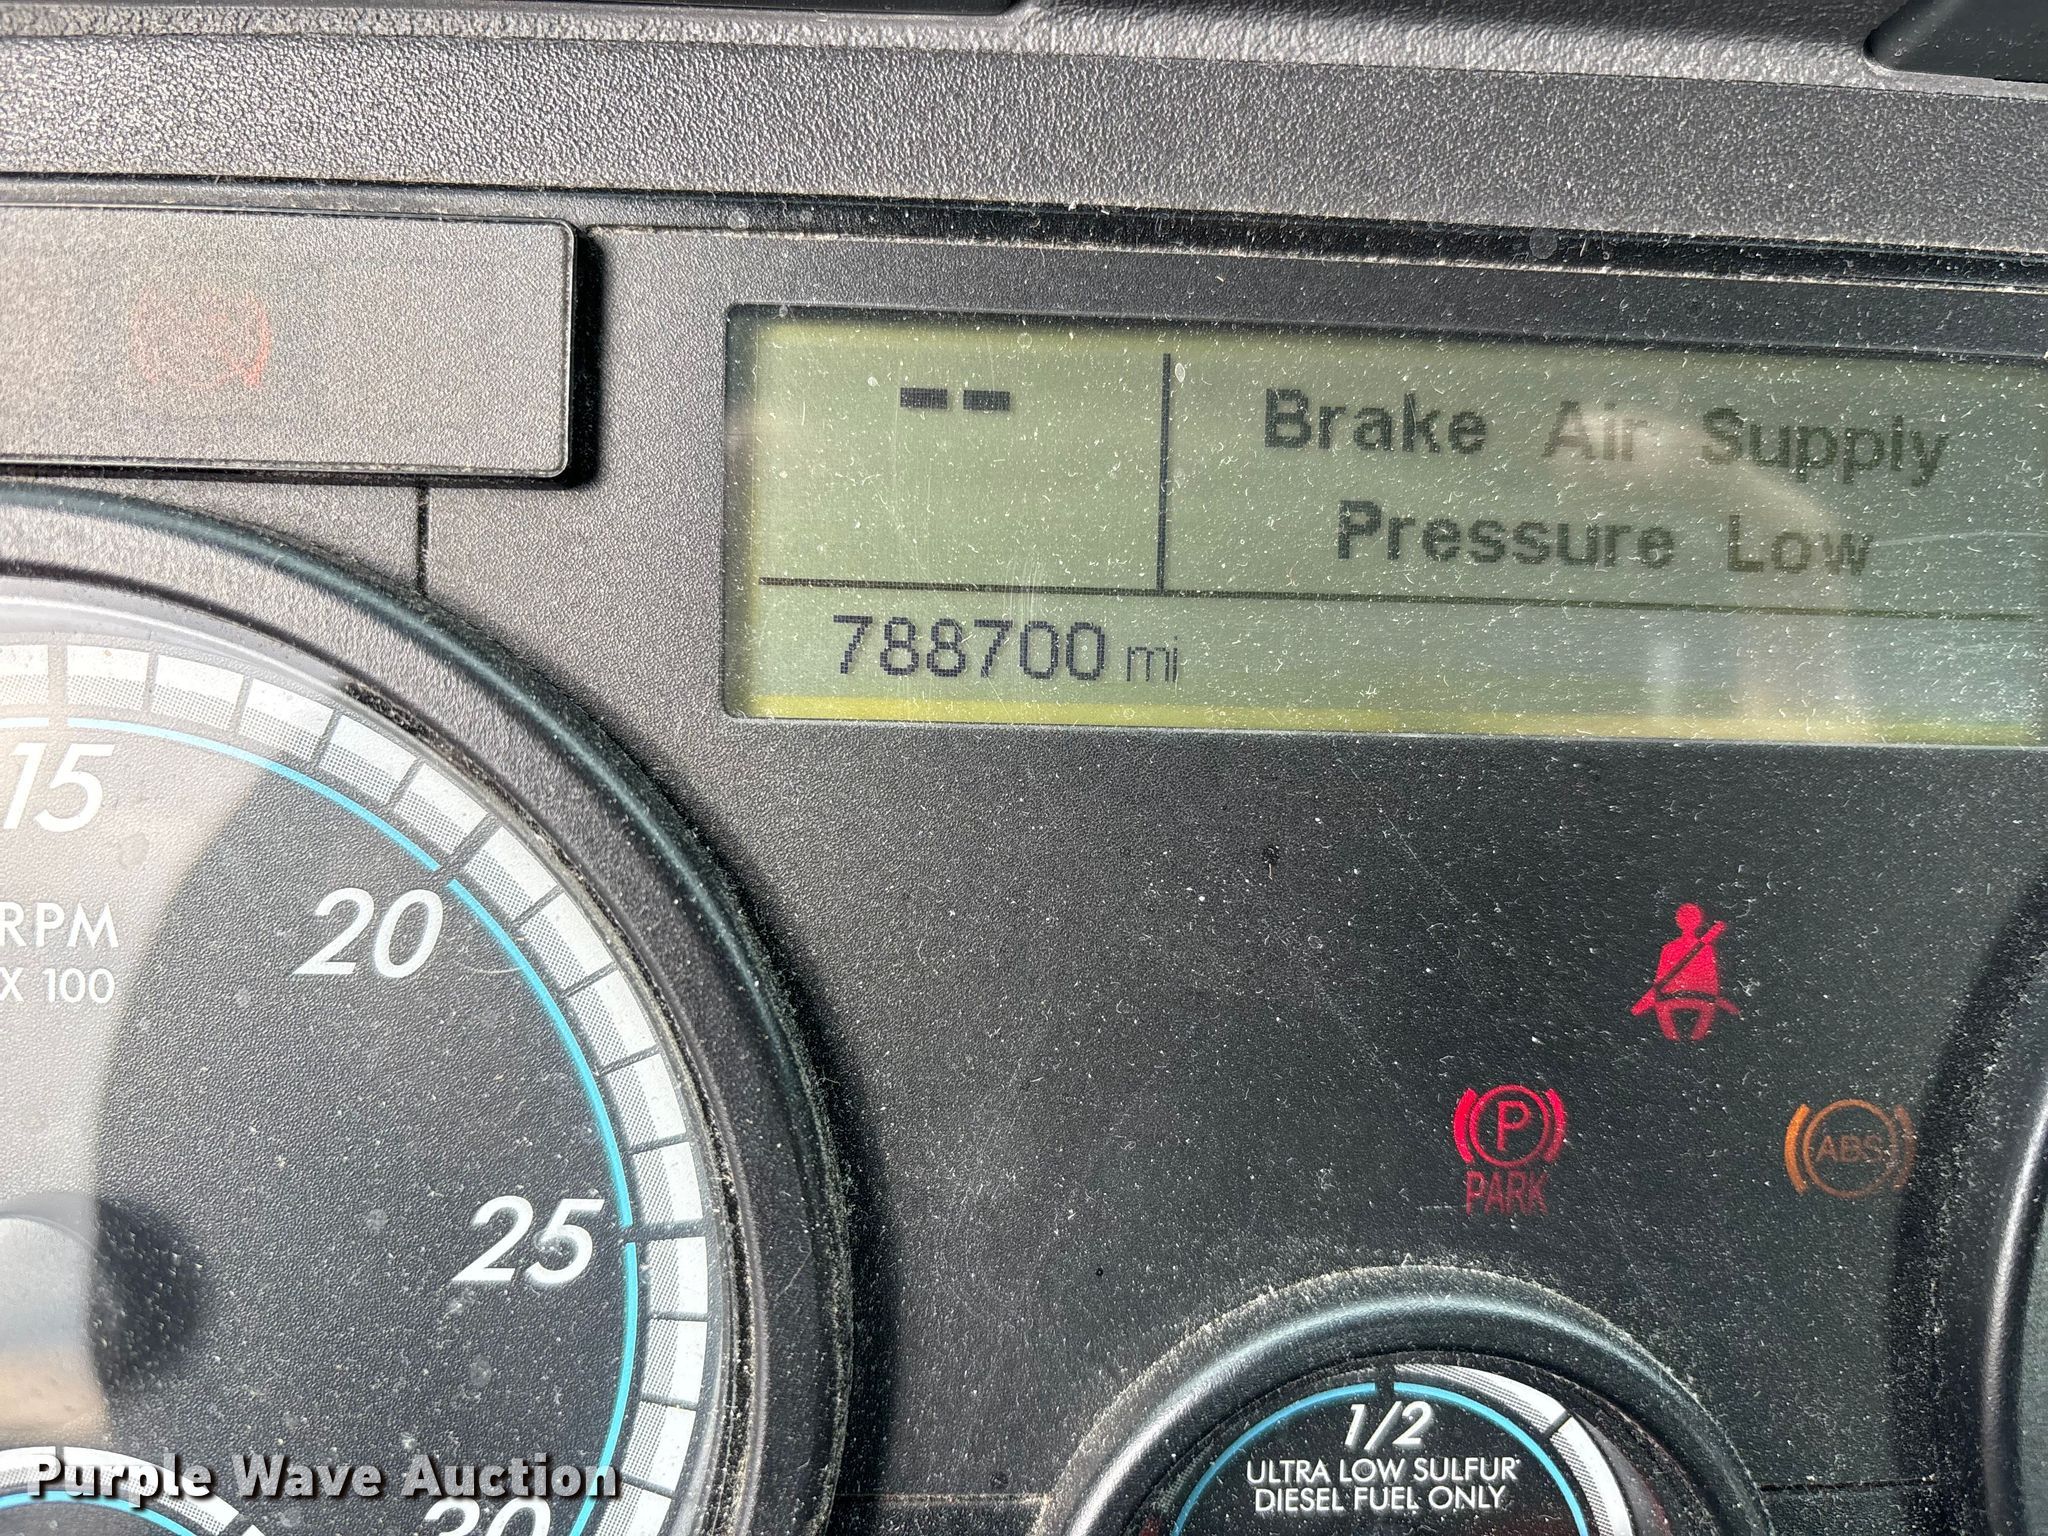 -- Brake Air Supply
Pressure Low
788700 mi
15
20
RPM
X 100
25
30
P
PARK
ABS
1/2
ULTRA LOW SULFUR
DIESEL FUEL ONLY
Purple Wave Auction